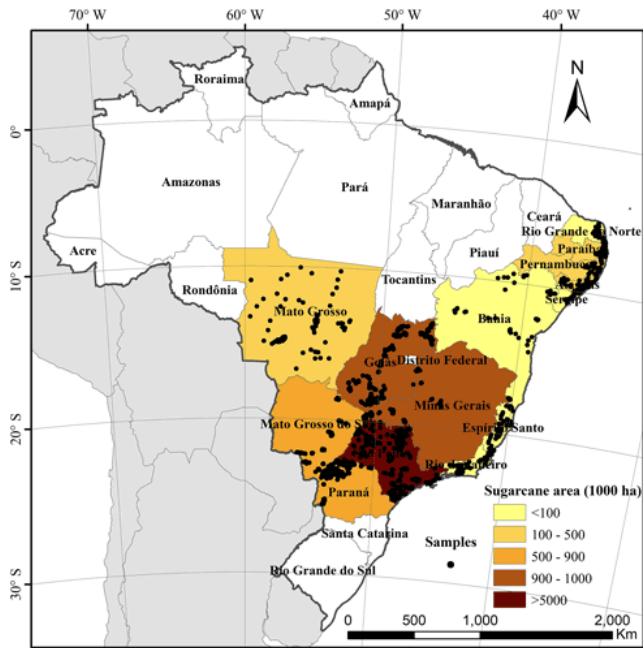 70° W
60° W
50° W
40° W
N
Roraima
Amapá
0°
Amazonas
Pará
Maranhão
Ceará
Rio Grande do Norte
Paraíba
Piauí
Pernambuco
Acre
10° S
Rondônia
Tocantins
Sergipe
Mato Grosso
Bahia
Goiás
Distrito Federal
Minas Gerais
20° S
Mato Grosso do Sul
Espírito Santo
Rio de Janeiro
Paraná
Sugarcane area (1000 ha)
<100
100 - 500
500 - 900
900 - 1000
>5000
Santa Catarina
Samples
Rio Grande do Sul
30° S
0 500 1,000 2,000
Km